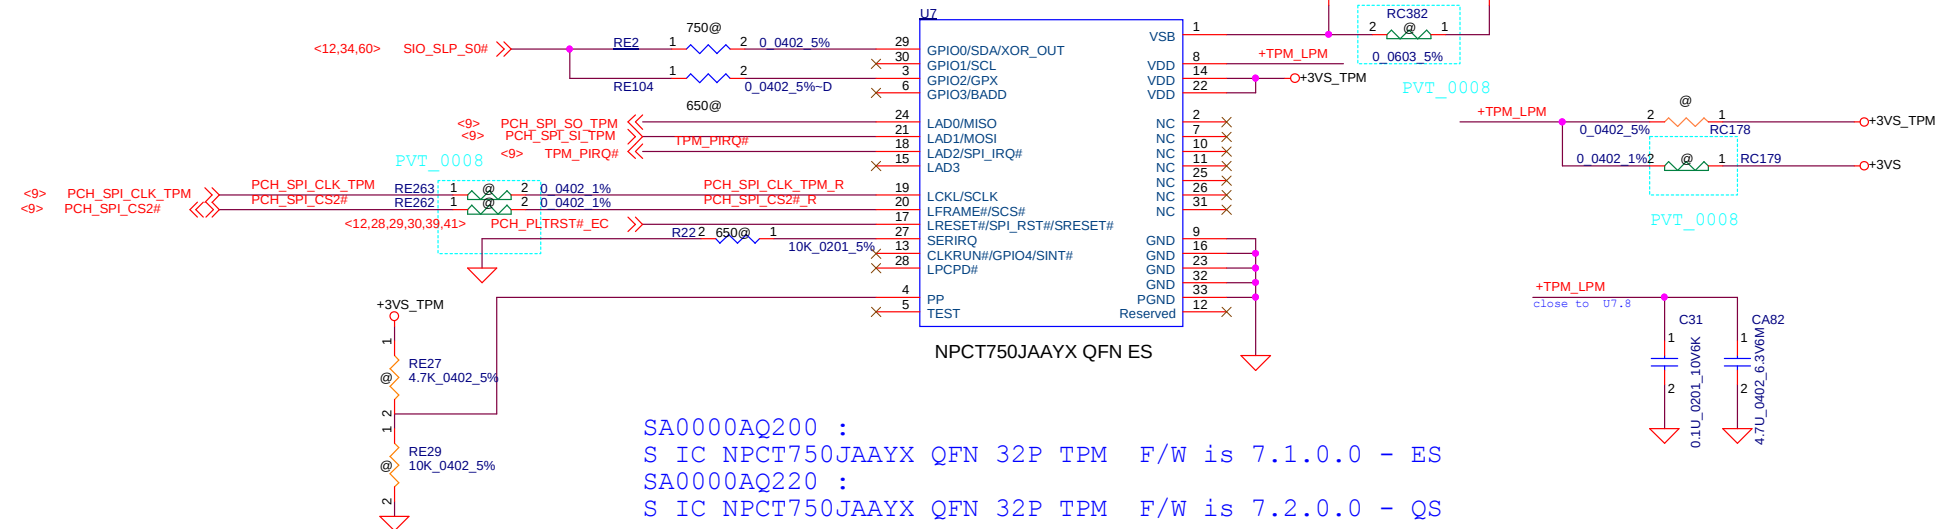 U7
RC382
2 @ 1
0_0603_5%
PVT_0008
<12,34,60> SIO_SLP_S0#
750@
RE2 1 2 0_0402_5%
RE104 1 2 0_0402_5%~D
650@
<9> PCH_SPI_SO_TPM
<9> PCH_SPI_SI_TPM
<9> TPM_PIRQ# TPM_PIRQ#
PVT_0008
<9> PCH_SPI_CLK_TPM PCH_SPI_CLK_TPM RE263 1 @ 2 0_0402_1% PCH_SPI_CLK_TPM_R
<9> PCH_SPI_CS2# PCH_SPI_CS2# RE262 1 @ 2 0_0402_1% PCH_SPI_CS2#_R
<12,28,29,30,39,41> PCH_PLTRST#_EC
R22 2 650@ 1 10K_0201_5%
29 GPIO0/SDA/XOR_OUT
30 GPIO1/SCL
3 GPIO2/GPX
6 GPIO3/BADD
24 LAD0/MISO
21 LAD1/MOSI
18 LAD2/SPI_IRQ#
15 LAD3
19 LCKL/SCLK
20 LFRAME#/SCS#
17 LRESET#/SPI_RST#/SRESET#
27 SERIRQ
13 CLKRUN#/GPIO4/SINT#
28 LPCPD#
4 PP
5 TEST
VSB 1
VDD 8 +TPM_LPM
VDD 14 +3VS_TPM
VDD 22
NC 2
NC 7
NC 10
NC 11
NC 25
NC 26
NC 31
GND 9
GND 16
GND 23
GND 32
PGND 33
Reserved 12
NPCT750JAAYX QFN ES
+TPM_LPM
2 @ 1 +3VS_TPM
0_0402_5% RC178
0_0402_1% 2 @ 1 RC179 +3VS
PVT_0008
+3VS_TPM
1
RE27
@ 4.7K_0402_5%
2
1
RE29
@ 10K_0402_5%
2
+TPM_LPM
close to U7.8
C31
1
2
0.1U_0201_10V6K
CA82
1
2
4.7U_0402_6.3V6M
SA0000AQ200 :
S IC NPCT750JAAYX QFN 32P TPM F/W is 7.1.0.0 - ES
SA0000AQ220 :
S IC NPCT750JAAYX QFN 32P TPM F/W is 7.2.0.0 - QS